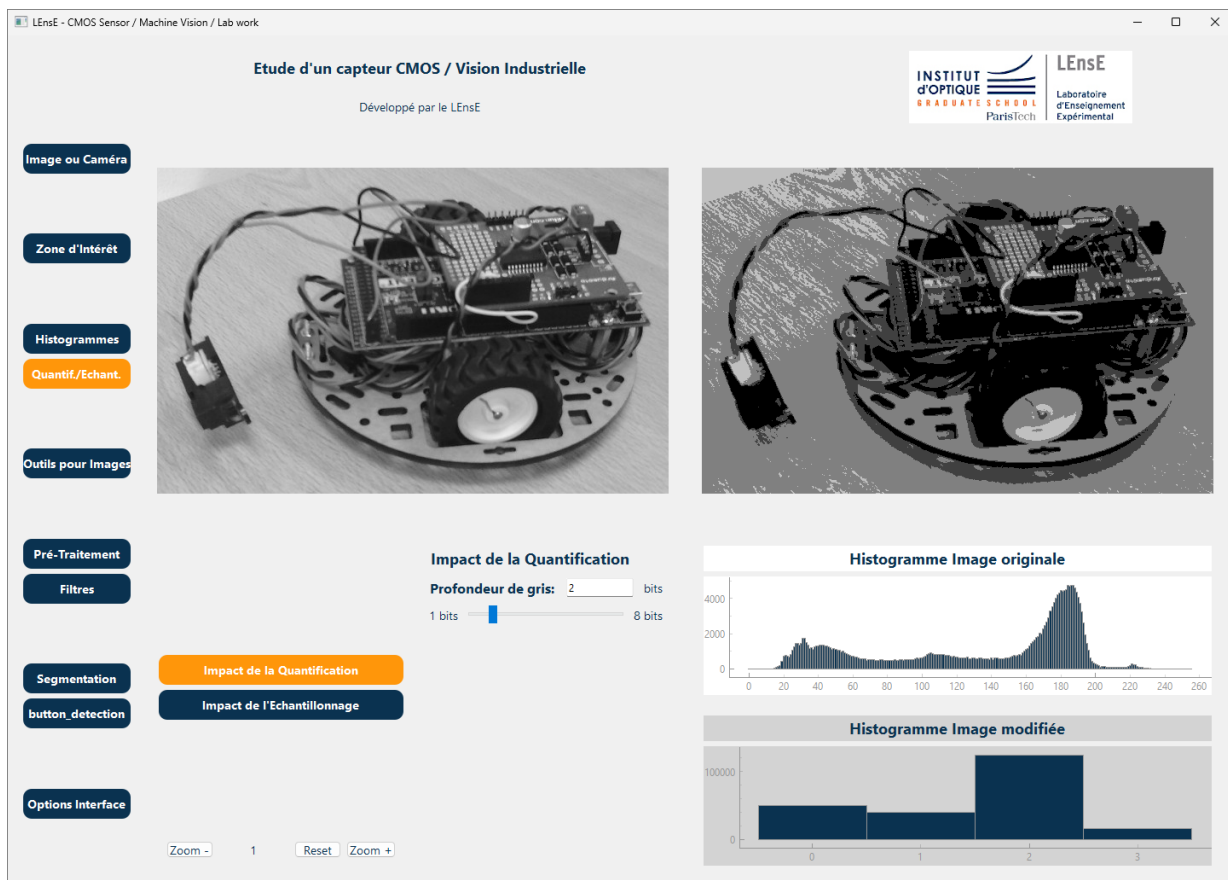 LEnsE - CMOS Sensor / Machine Vision / Lab work
Etude d'un capteur CMOS / Vision Industrielle
Développé par le LEnsE
INSTITUT
d'OPTIQUE
GRADUATE SCHOOL
ParisTech
LEnsE
Laboratoire
d'Enseignement
Expérimental
Image ou Caméra
Zone d'Intérêt
Histogrammes
Quantif./Echant.
Outils pour Images
Pré-Traitement
Filtres
Segmentation
button_detection
Options Interface
Impact de la Quantification
Impact de l'Echantillonnage
Zoom - 1 Reset Zoom +
Impact de la Quantification
Profondeur de gris: 2 bits
1 bits 8 bits
Histogramme Image originale
4000
2000
0
0 20 40 60 80 100 120 140 160 180 200 220 240 260
Histogramme Image modifiée
100000
0
0 1 2 3